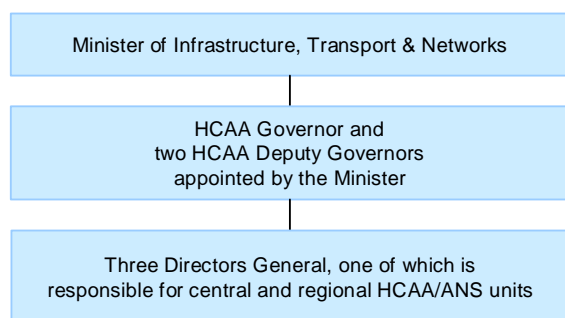 Minister of Infrastructure, Transport & Networks
HCAA Governor and
two HCAA Deputy Governors
appointed by the Minister
Three Directors General, one of which is
responsible for central and regional HCAA/ANS units